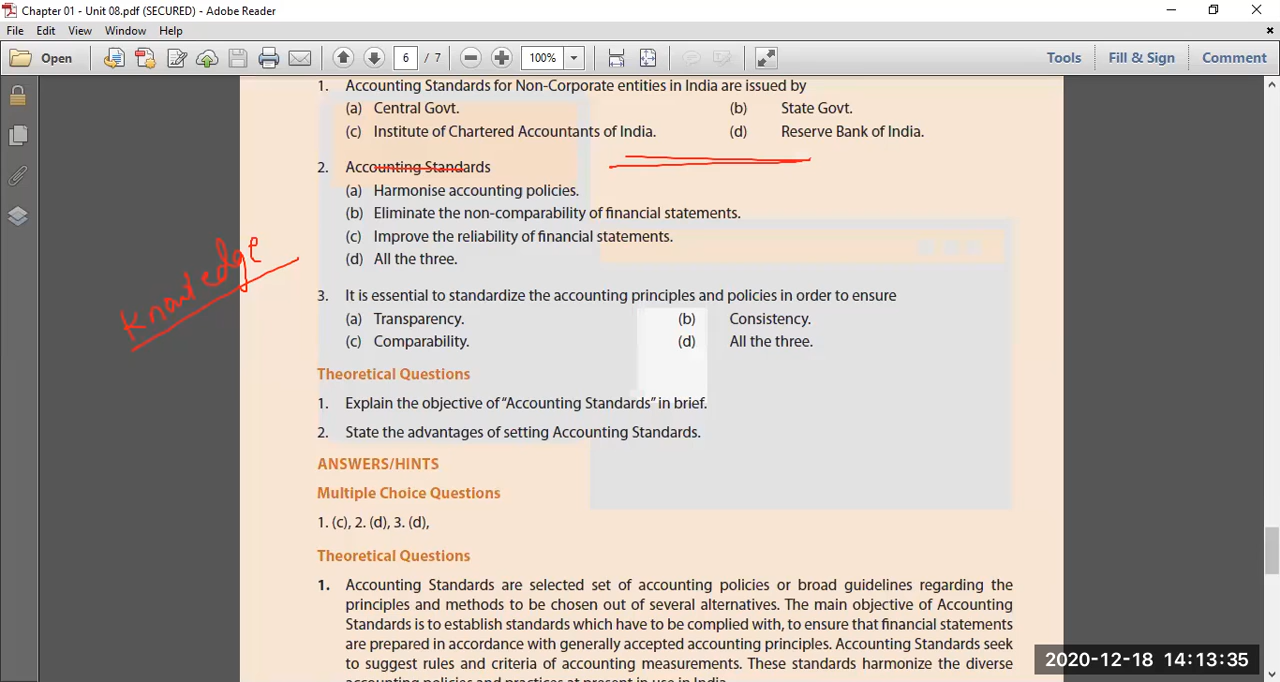 Chapter 01 - Unit 08.pdf (SECURED) - Adobe Reader
File Edit View Window Help
Open 6 / 7 100% Tools Fill & Sign Comment
1. Accounting Standards for Non-Corporate entities in India are issued by
(a) Central Govt. (b) State Govt.
(c) Institute of Chartered Accountants of India. (d) Reserve Bank of India.
2. Accounting Standards
(a) Harmonise accounting policies.
(b) Eliminate the non-comparability of financial statements.
(c) Improve the reliability of financial statements.
(d) All the three.
Knowledge
3. It is essential to standardize the accounting principles and policies in order to ensure
(a) Transparency. (b) Consistency.
(c) Comparability. (d) All the three.
Theoretical Questions
1. Explain the objective of “Accounting Standards” in brief.
2. State the advantages of setting Accounting Standards.
ANSWERS/HINTS
Multiple Choice Questions
1. (c), 2. (d), 3. (d),
Theoretical Questions
1. Accounting Standards are selected set of accounting policies or broad guidelines regarding the
principles and methods to be chosen out of several alternatives. The main objective of Accounting
Standards is to establish standards which have to be complied with, to ensure that financial statements
are prepared in accordance with generally accepted accounting principles. Accounting Standards seek
to suggest rules and criteria of accounting measurements. These standards harmonize the diverse
accounting policies and practices at present in use in India.
2020-12-18 14:13:35